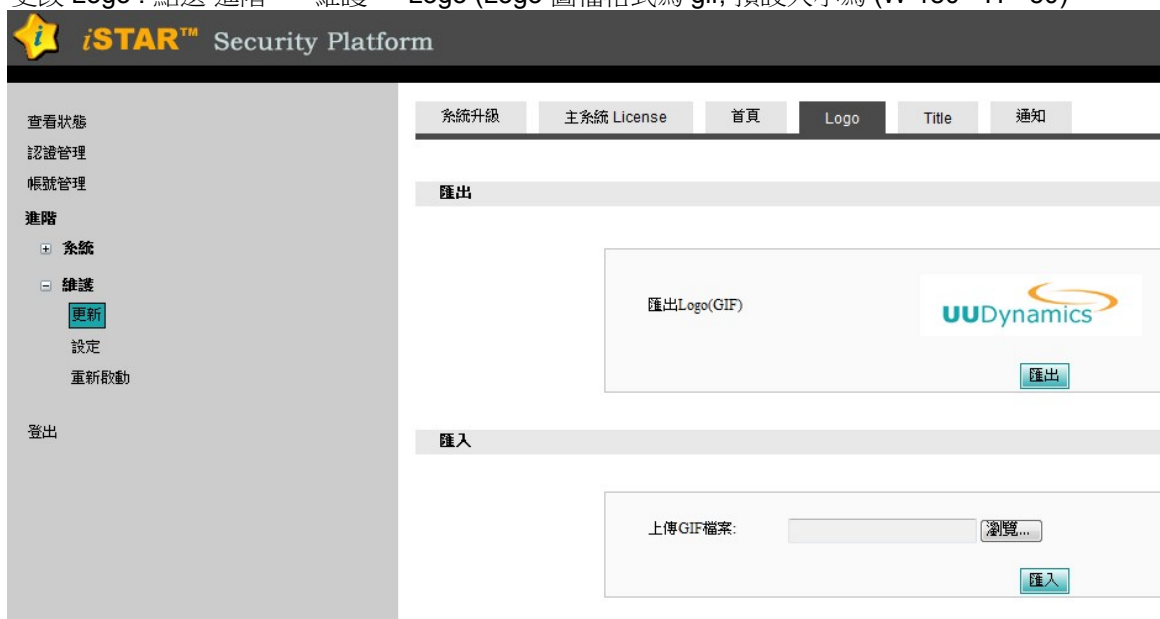 iSTAR™ Security Platform
查看狀態
認證管理
帳號管理
進階
系統
維護
更新
設定
重新啟動
登出
系統升級 主系統 License 首頁 Logo Title 通知
匯出
匯出Logo(GIF)
UUDynamics
匯出
匯入
上傳GIF檔案: 瀏覽...
匯入